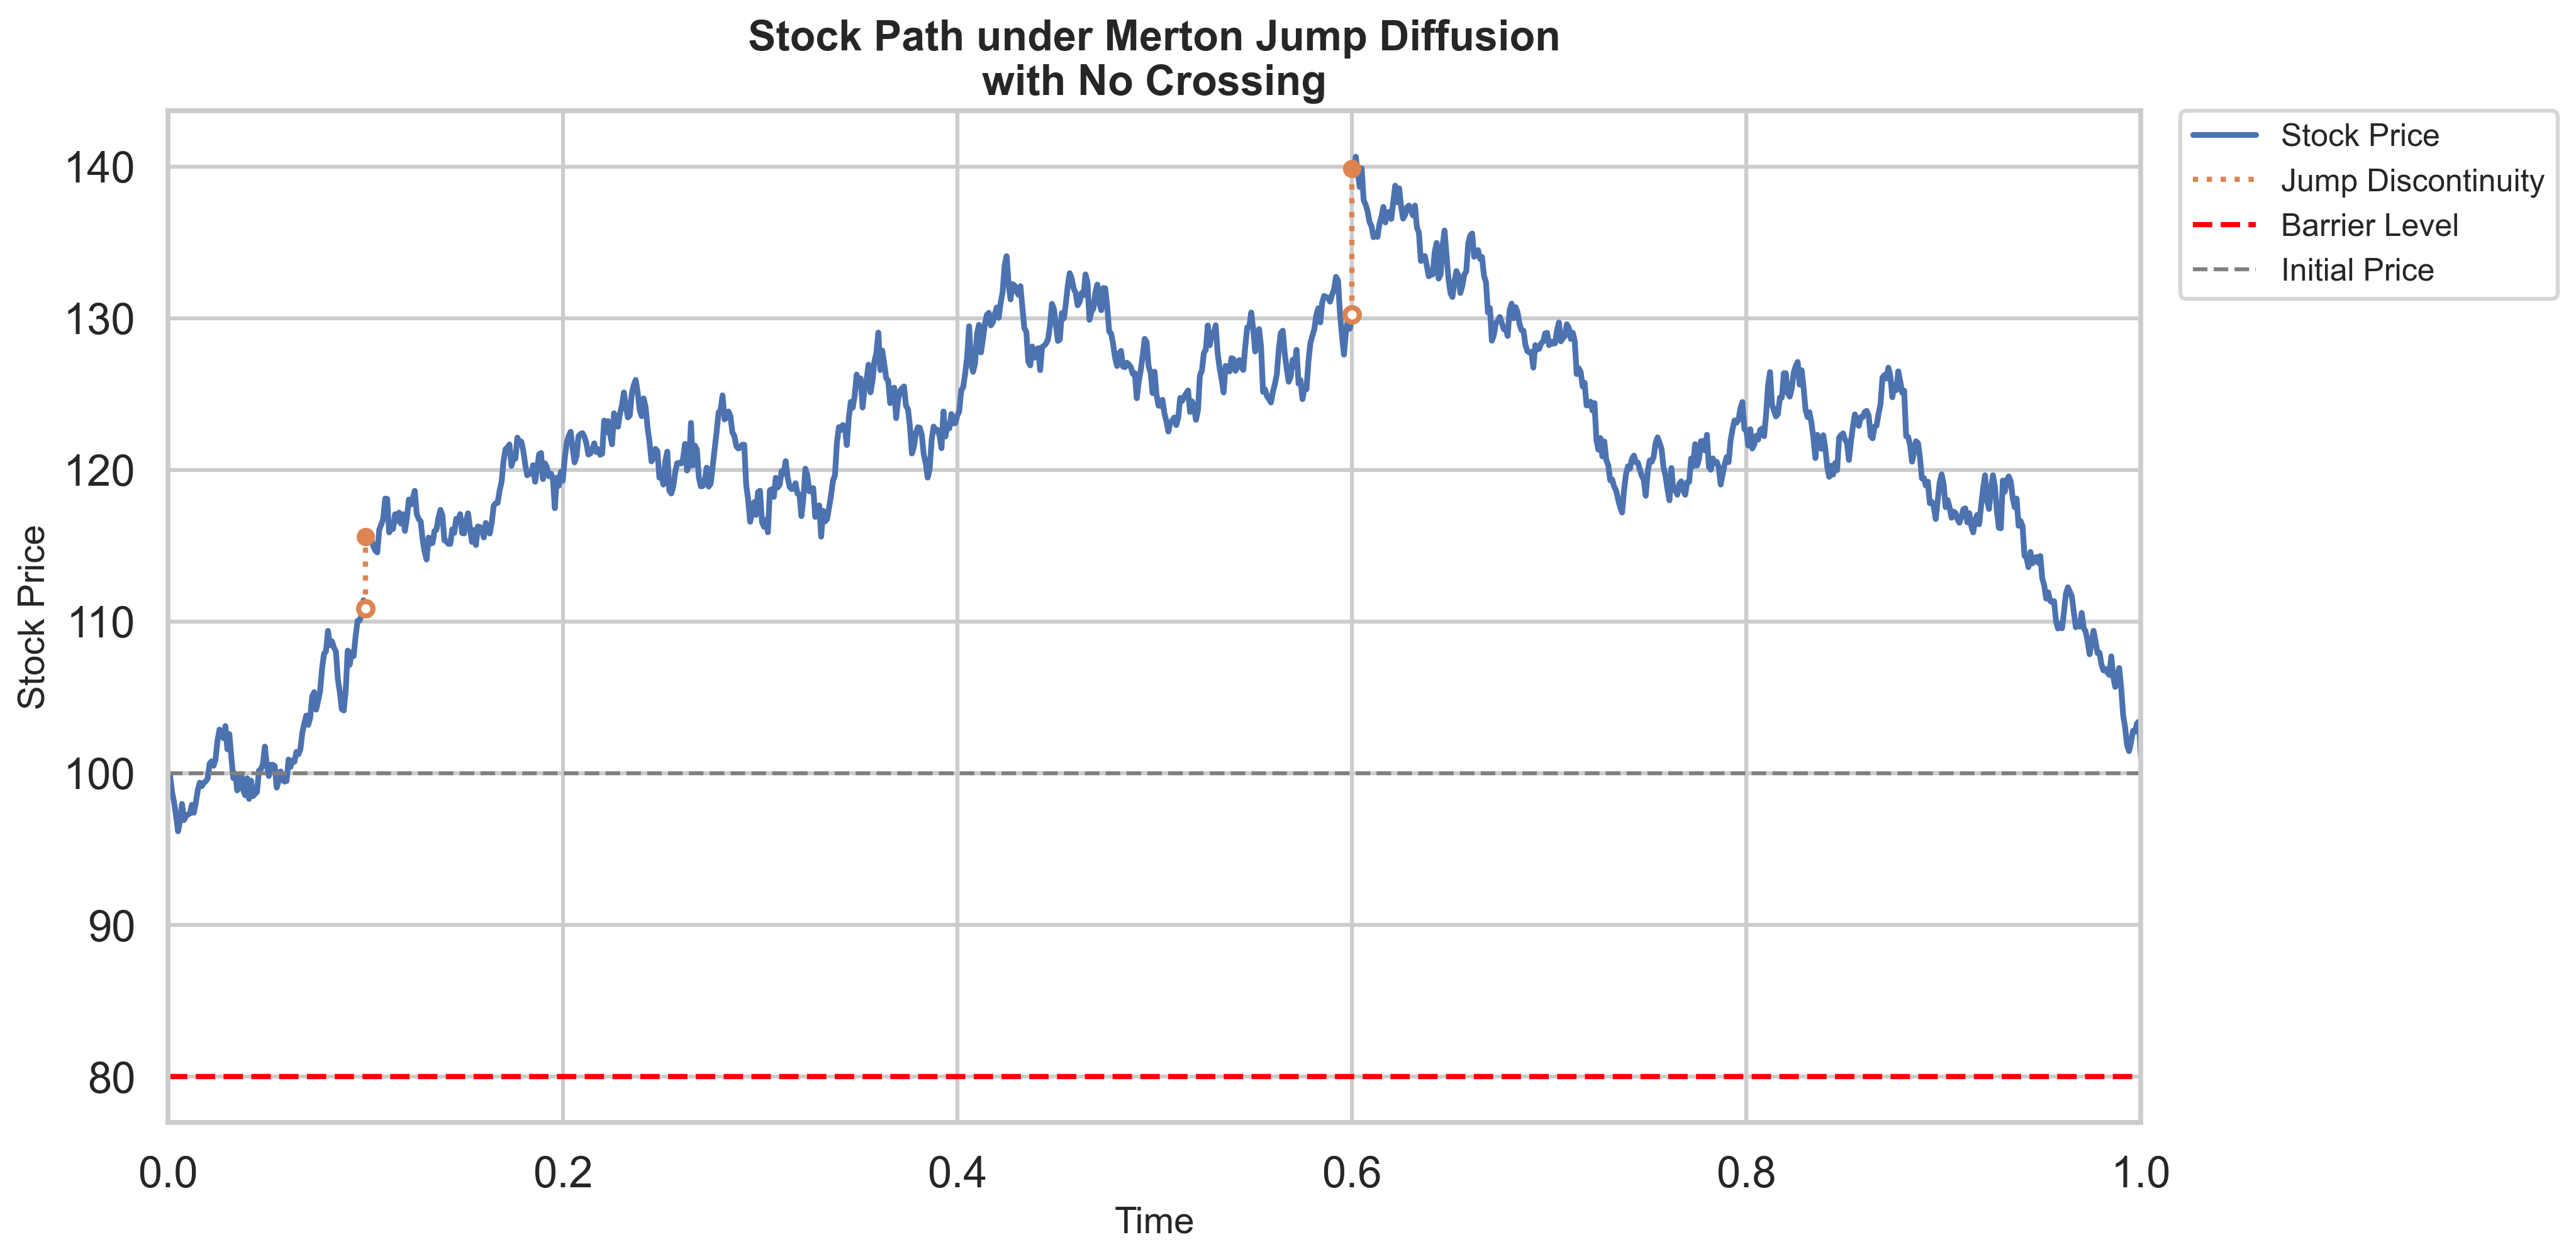 Stock Path under Merton Jump Diffusion
with No Crossing
Stock Price
140
130
120
110
100
90
80
0.0
0.2
0.4
0.6
0.8
1.0
Time
Stock Price
Jump Discontinuity
Barrier Level
Initial Price